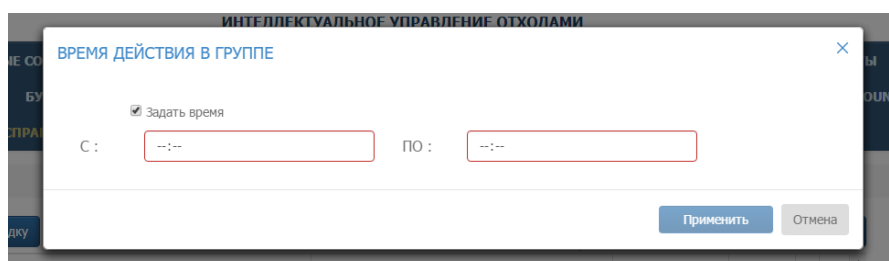 ИНТЕЛЛЕКТУАЛЬНОЕ УПРАВЛЕНИЕ ОТХОДАМИ
ВРЕМЯ ДЕЙСТВИЯ В ГРУППЕ
Задать время
С : --:-- ПО : --:--
Применить Отмена